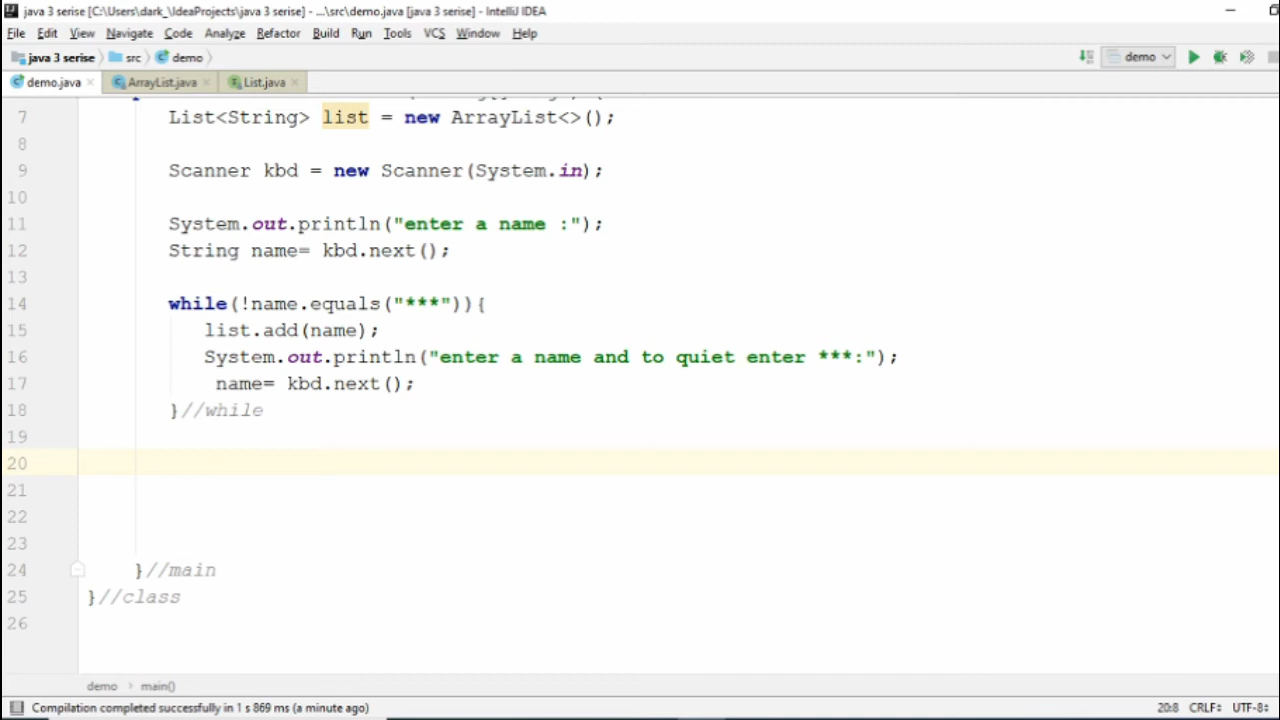 java 3 serise [C:\Users\dark_\IdeaProjects\java 3 serise] - ...\src\demo.java [java 3 serise] - IntelliJ IDEA
File Edit View Navigate Code Analyze Refactor Build Run Tools VCS Window Help
java 3 serise src demo demo
demo.java ArrayList.java List.java
7 List<String> list = new ArrayList<>();
8
9 Scanner kbd = new Scanner(System.in);
10
11 System.out.println("enter a name :");
12 String name= kbd.next();
13
14 while(!name.equals("***")){
15 list.add(name);
16 System.out.println("enter a name and to quiet enter ***:");
17 name= kbd.next();
18 }//while
19
20
21
22
23
24 }//main
25 }//class
26
demo main()
Compilation completed successfully in 1 s 869 ms (a minute ago) 20:8 CRLF UTF-8